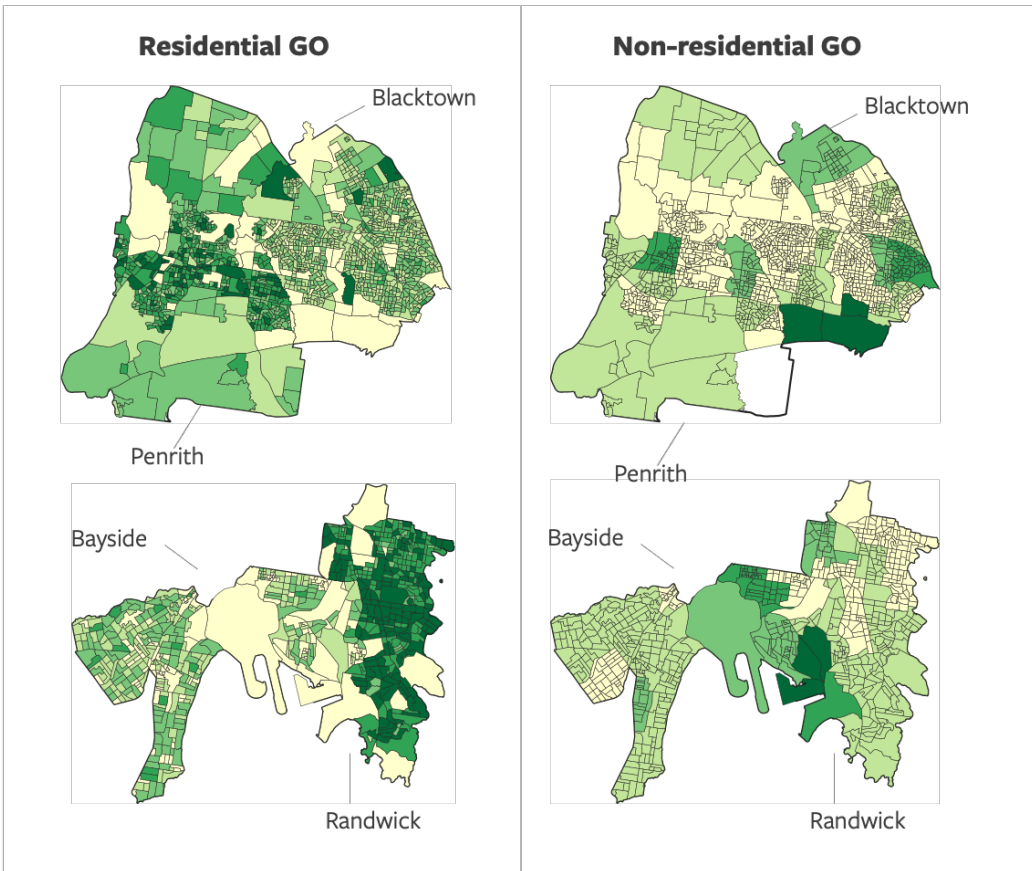 Residential GO
Blacktown
Penrith
Bayside
Randwick
Non-residential GO
Blacktown
Penrith
Bayside
Randwick